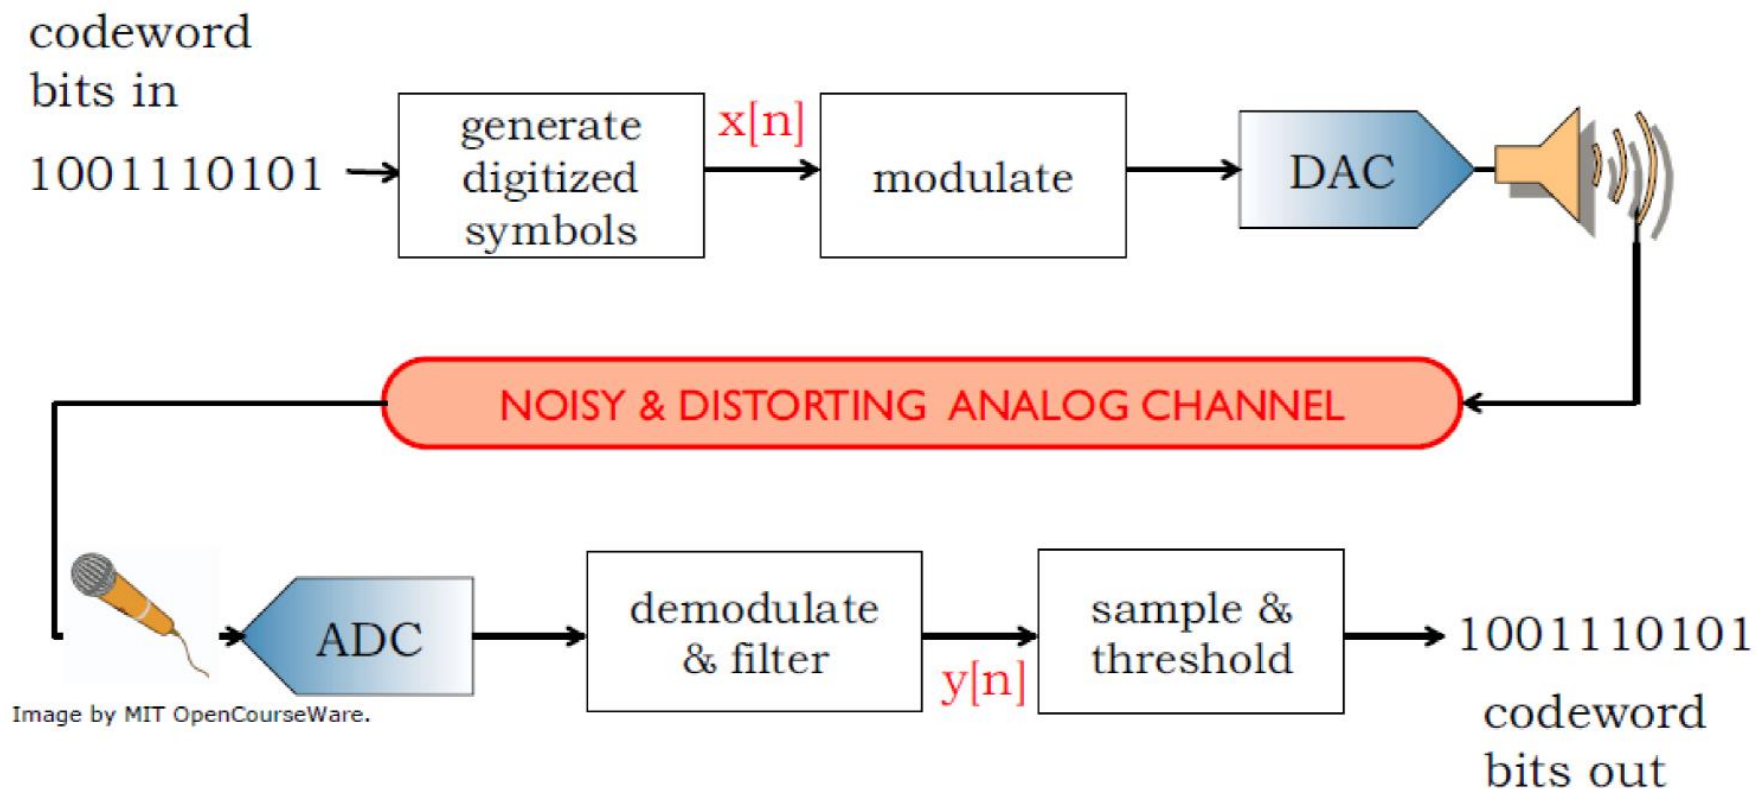 codeword
bits in
1001110101
generate
digitized
symbols
x[n]
modulate
DAC
NOISY & DISTORTING ANALOG CHANNEL
ADC
demodulate
& filter
y[n]
sample &
threshold
1001110101
codeword
bits out
Image by MIT OpenCourseWare.